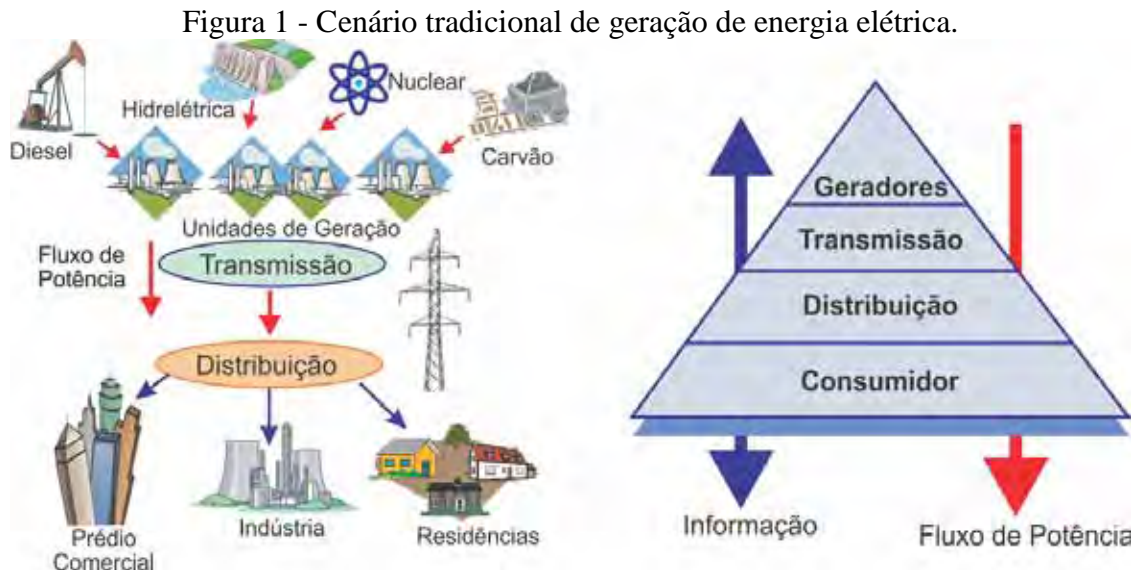 Figura 1 - Cenário tradicional de geração de energia elétrica.
Hidrelétrica
Nuclear
Diesel
Carvão
Unidades de Geração
Fluxo de
Potência
Transmissão
Distribuição
Prédio
Comercial
Indústria
Residências
Geradores
Transmissão
Distribuição
Consumidor
Informação
Fluxo de Potência